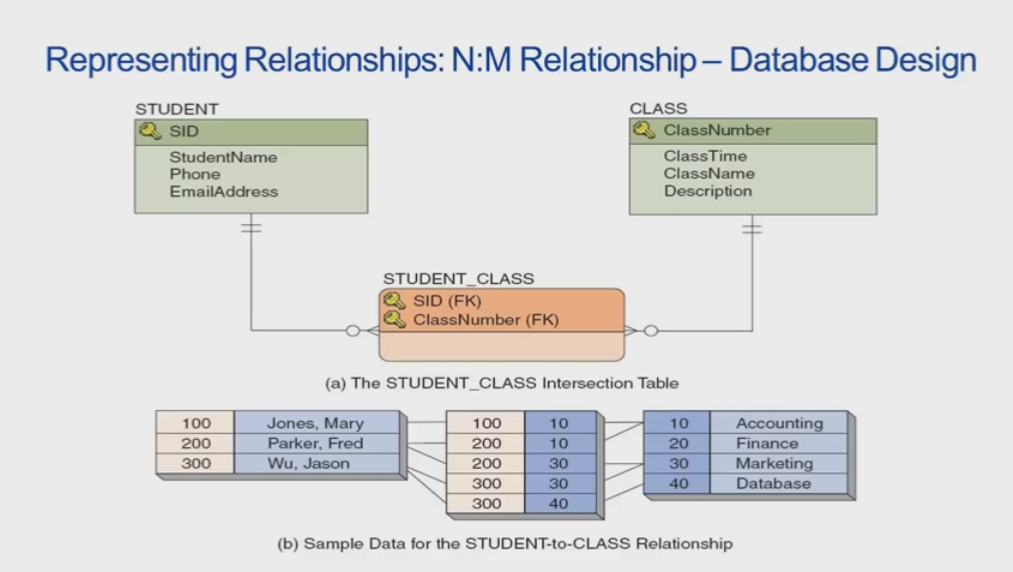 Representing Relationships: N:M Relationship – Database Design
STUDENT
SID
StudentName
Phone
EmailAddress
CLASS
ClassNumber
ClassTime
ClassName
Description
STUDENT_CLASS
SID (FK)
ClassNumber (FK)
(a) The STUDENT_CLASS Intersection Table
100 Jones, Mary
200 Parker, Fred
300 Wu, Jason
100 10
200 10
200 30
300 30
300 40
10 Accounting
20 Finance
30 Marketing
40 Database
(b) Sample Data for the STUDENT-to-CLASS Relationship